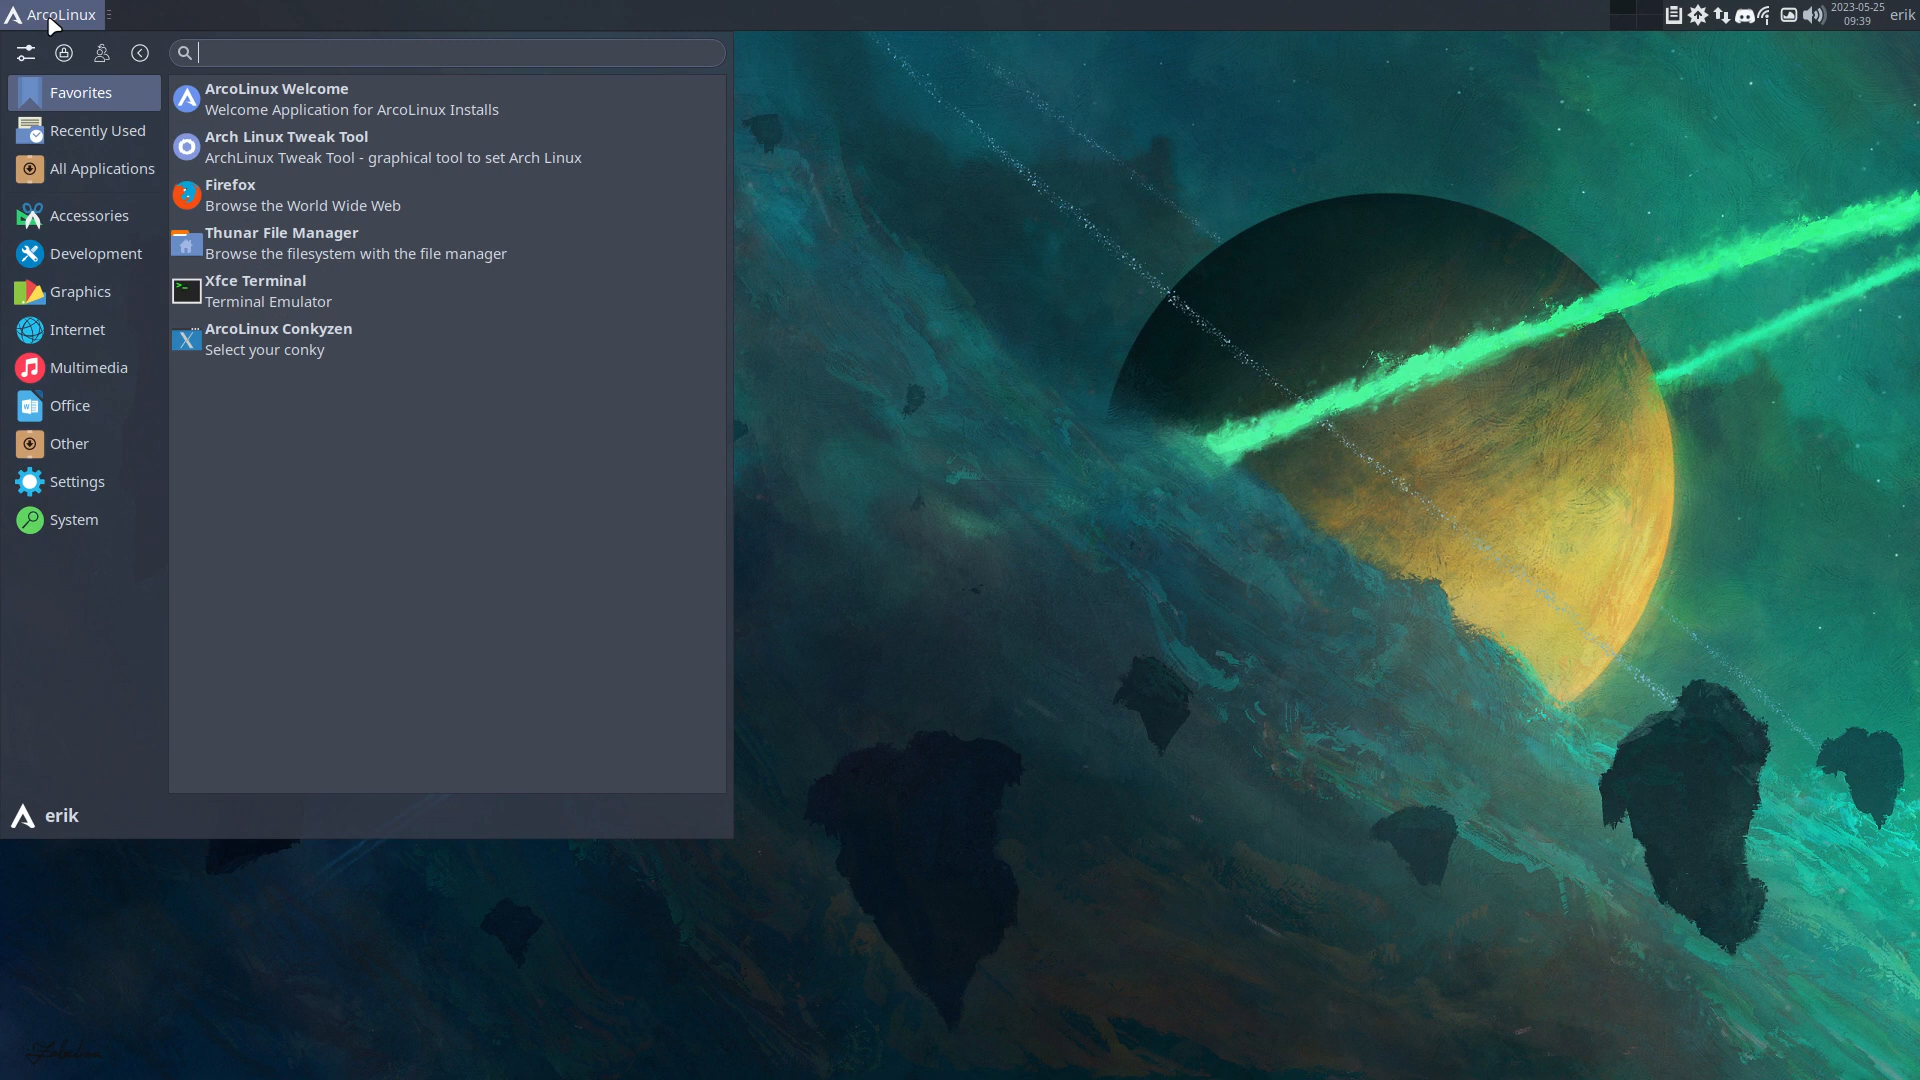 ArcoLinux
2023-05-25
09:39
erik
Favorites
Recently Used
All Applications
Accessories
Development
Graphics
Internet
Multimedia
Office
Other
Settings
System
ArcoLinux Welcome
Welcome Application for ArcoLinux Installs
Arch Linux Tweak Tool
ArchLinux Tweak Tool - graphical tool to set Arch Linux
Firefox
Browse the World Wide Web
Thunar File Manager
Browse the filesystem with the file manager
Xfce Terminal
Terminal Emulator
ArcoLinux Conkyzen
Select your conky
erik